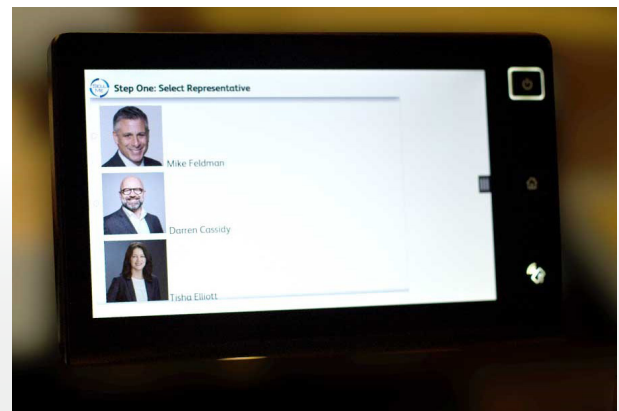 Step One: Select Representative
Mike Feldman
Darren Cassidy
Tisha Elliott